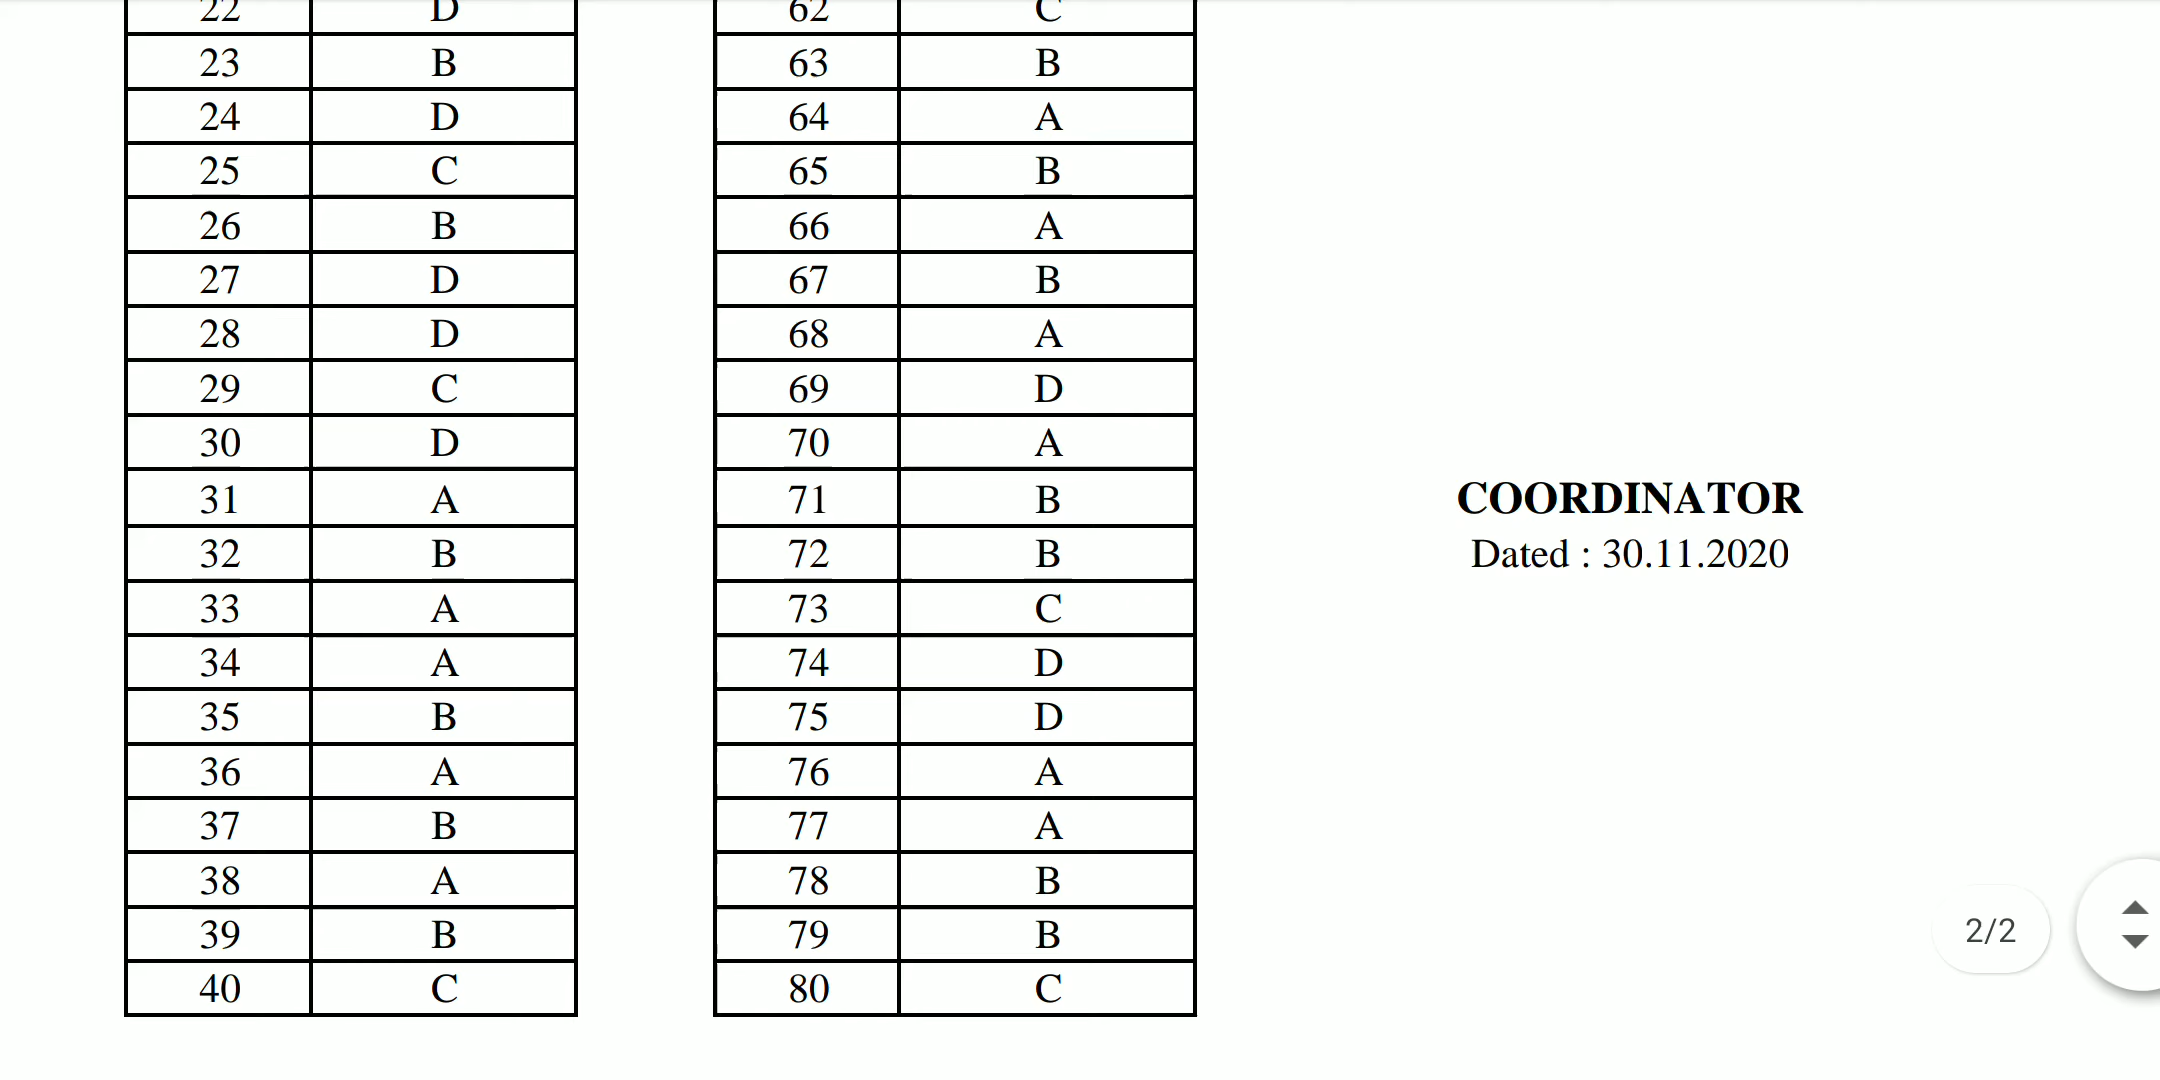 22 D 62 C
23 B 63 B
24 D 64 A
25 C 65 B
26 B 66 A
27 D 67 B
28 D 68 A
29 C 69 D
30 D 70 A
31 A 71 B COORDINATOR
32 B 72 B Dated : 30.11.2020
33 A 73 C
34 A 74 D
35 B 75 D
36 A 76 A
37 B 77 A
38 A 78 B
39 B 79 B 2/2
40 C 80 C